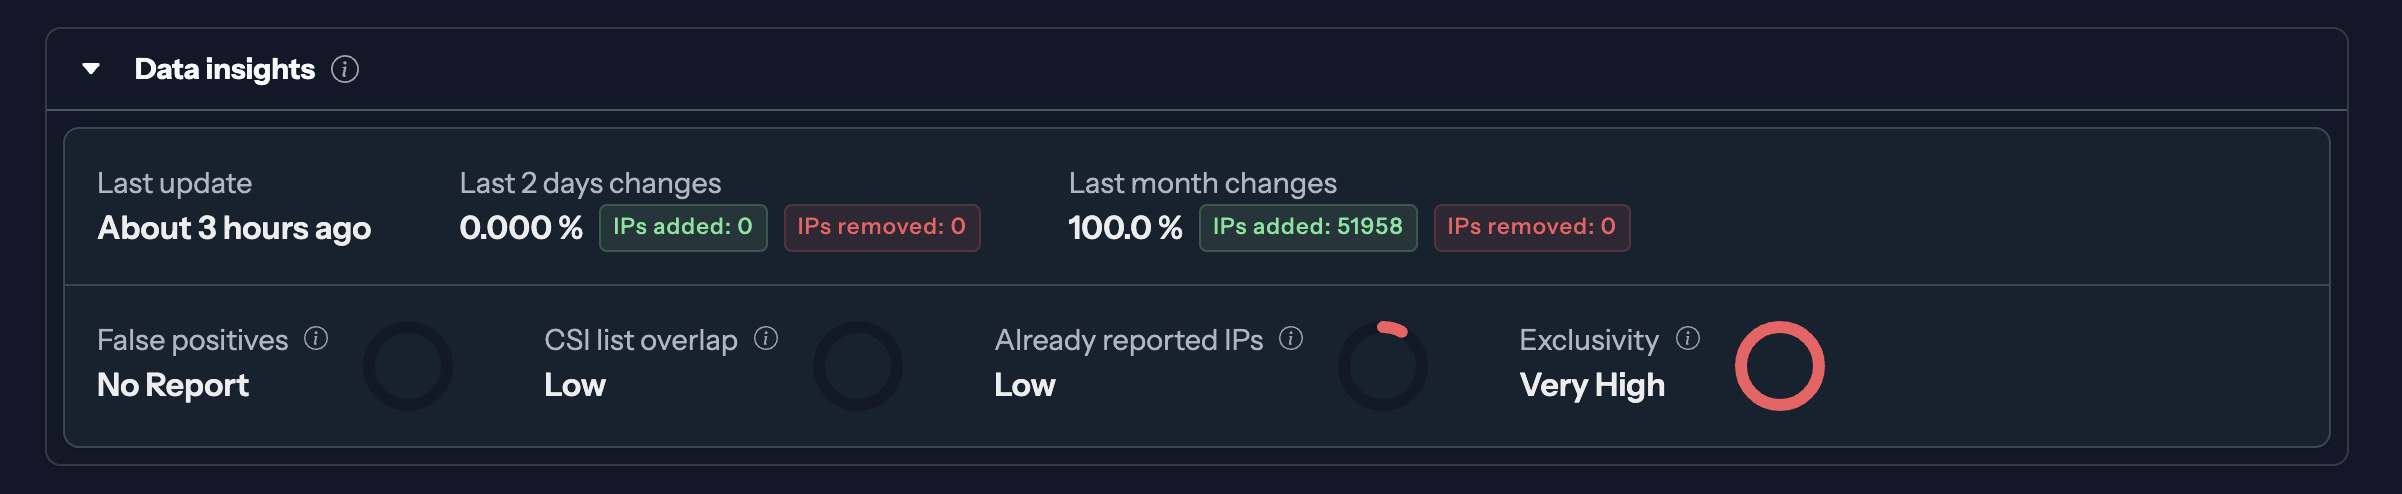 Data insights
Last update
About 3 hours ago
Last 2 days changes
0.000 % IPs added: 0 IPs removed: 0
Last month changes
100.0 % IPs added: 51958 IPs removed: 0
False positives
No Report
CSI list overlap
Low
Already reported IPs
Low
Exclusivity
Very High